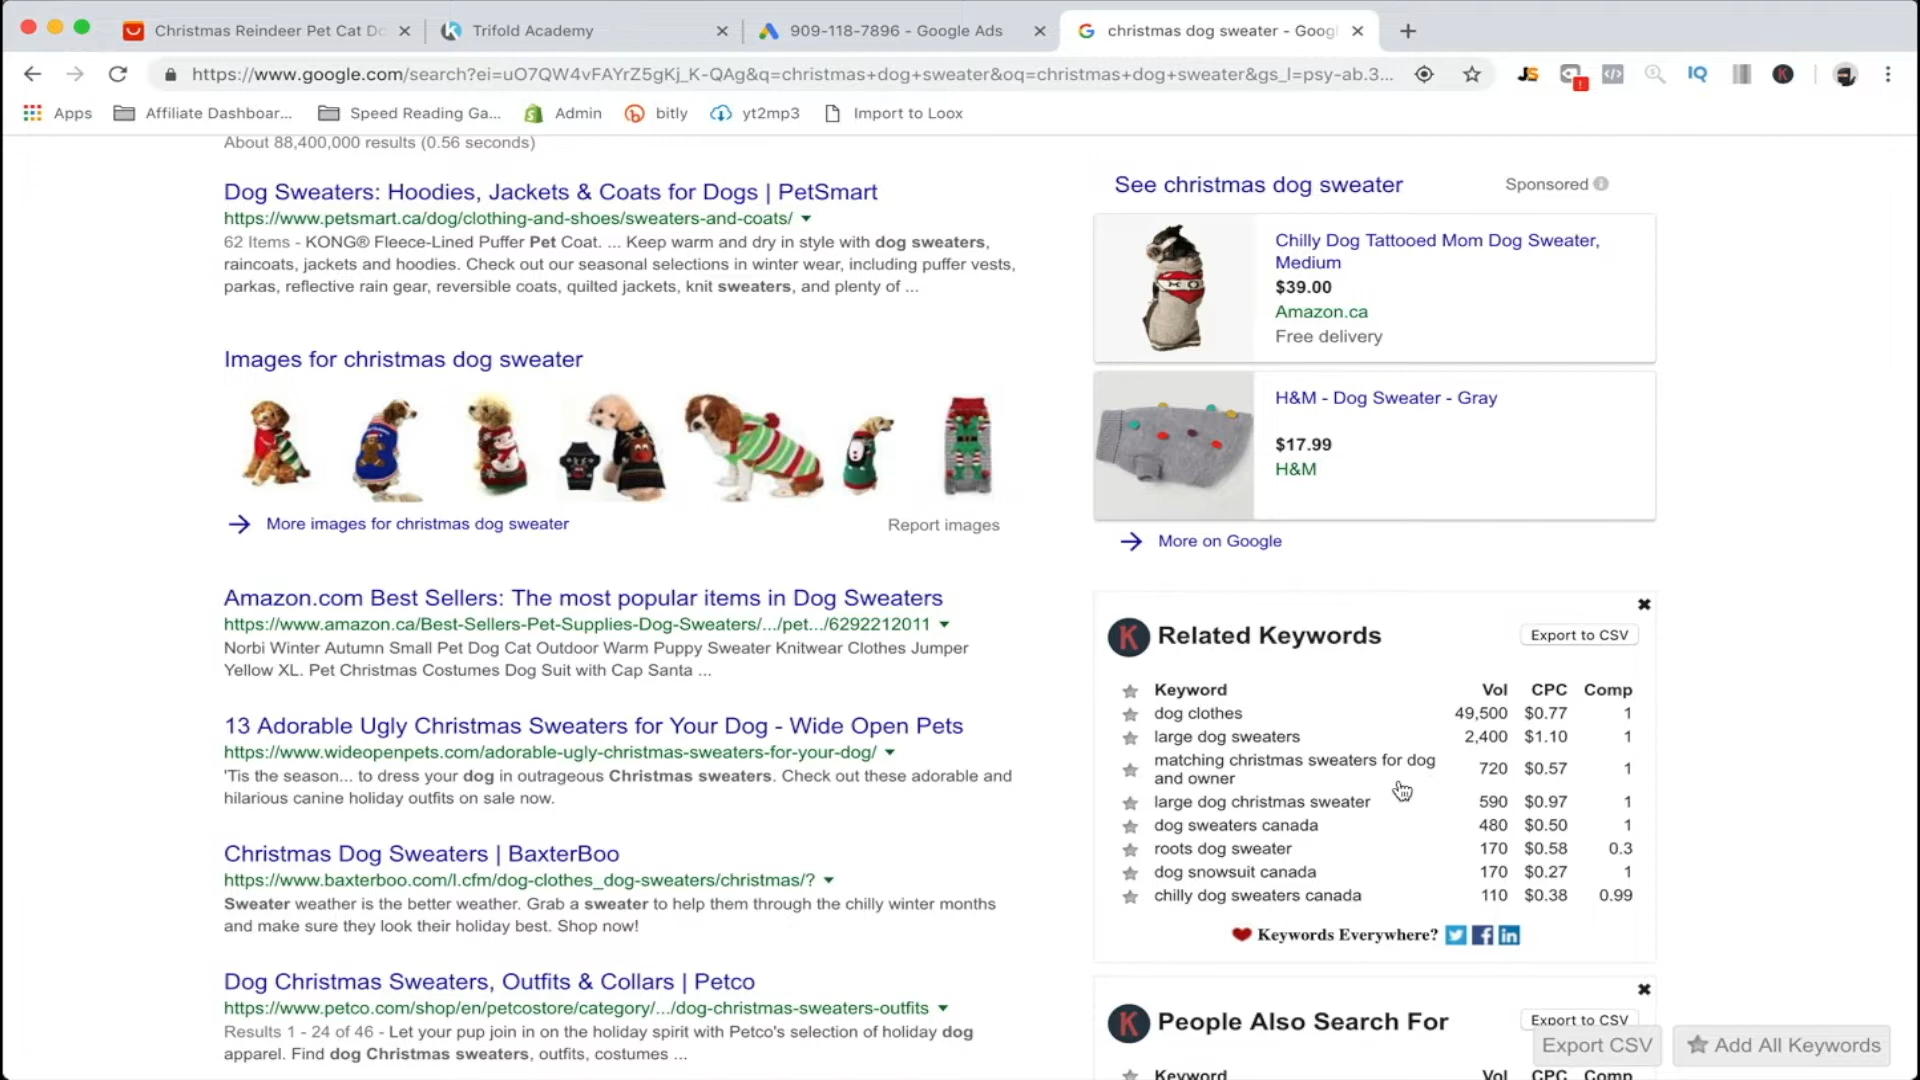 Christmas Reindeer Pet Cat Do
Trifold Academy
909-118-7896 - Google Ads
christmas dog sweater - Googl
https://www.google.com/search?ei=uO7QW4vFAYrZ5gKj_K-QAg&q=christmas+dog+sweater&oq=christmas+dog+sweater&gs_l=psy-ab.3...
JS
IQ
K
Apps
Affiliate Dashboar...
Speed Reading Ga...
Admin
bitly
yt2mp3
Import to Loox
About 88,400,000 results (0.56 seconds)
Dog Sweaters: Hoodies, Jackets & Coats for Dogs | PetSmart
https://www.petsmart.ca/dog/clothing-and-shoes/sweaters-and-coats/
62 Items - KONG® Fleece-Lined Puffer Pet Coat. ... Keep warm and dry in style with dog sweaters,
raincoats, jackets and hoodies. Check out our seasonal selections in winter wear, including puffer vests,
parkas, reflective rain gear, reversible coats, quilted jackets, knit sweaters, and plenty of ...
Images for christmas dog sweater
More images for christmas dog sweater
Report images
Amazon.com Best Sellers: The most popular items in Dog Sweaters
https://www.amazon.ca/Best-Sellers-Pet-Supplies-Dog-Sweaters/.../pet.../6292212011
Norbi Winter Autumn Small Pet Dog Cat Outdoor Warm Puppy Sweater Knitwear Clothes Jumper
Yellow XL. Pet Christmas Costumes Dog Suit with Cap Santa ...
13 Adorable Ugly Christmas Sweaters for Your Dog - Wide Open Pets
https://www.wideopenpets.com/adorable-ugly-christmas-sweaters-for-your-dog/
'Tis the season... to dress your dog in outrageous Christmas sweaters. Check out these adorable and
hilarious canine holiday outfits on sale now.
Christmas Dog Sweaters | BaxterBoo
https://www.baxterboo.com/l.cfm/dog-clothes_dog-sweaters/christmas/?
Sweater weather is the better weather. Grab a sweater to help them through the chilly winter months
and make sure they look their holiday best. Shop now!
Dog Christmas Sweaters, Outfits & Collars | Petco
https://www.petco.com/shop/en/petcostore/category/.../dog-christmas-sweaters-outfits
Results 1 - 24 of 46 - Let your pup join in on the holiday spirit with Petco's selection of holiday dog
apparel. Find dog Christmas sweaters, outfits, costumes ...
See christmas dog sweater
Sponsored
Chilly Dog Tattooed Mom Dog Sweater,
Medium
$39.00
Amazon.ca
Free delivery
H&M - Dog Sweater - Gray
$17.99
H&M
More on Google
K Related Keywords
Export to CSV
Keyword Vol CPC Comp
dog clothes 49,500 $0.77 1
large dog sweaters 2,400 $1.10 1
matching christmas sweaters for dog
and owner 720 $0.57 1
large dog christmas sweater 590 $0.97 1
dog sweaters canada 480 $0.50 1
roots dog sweater 170 $0.58 0.3
dog snowsuit canada 170 $0.27 1
chilly dog sweaters canada 110 $0.38 0.99
Keywords Everywhere?
K People Also Search For
Export to CSV
Export CSV
Add All Keywords
Keyword Vol CPC Comp